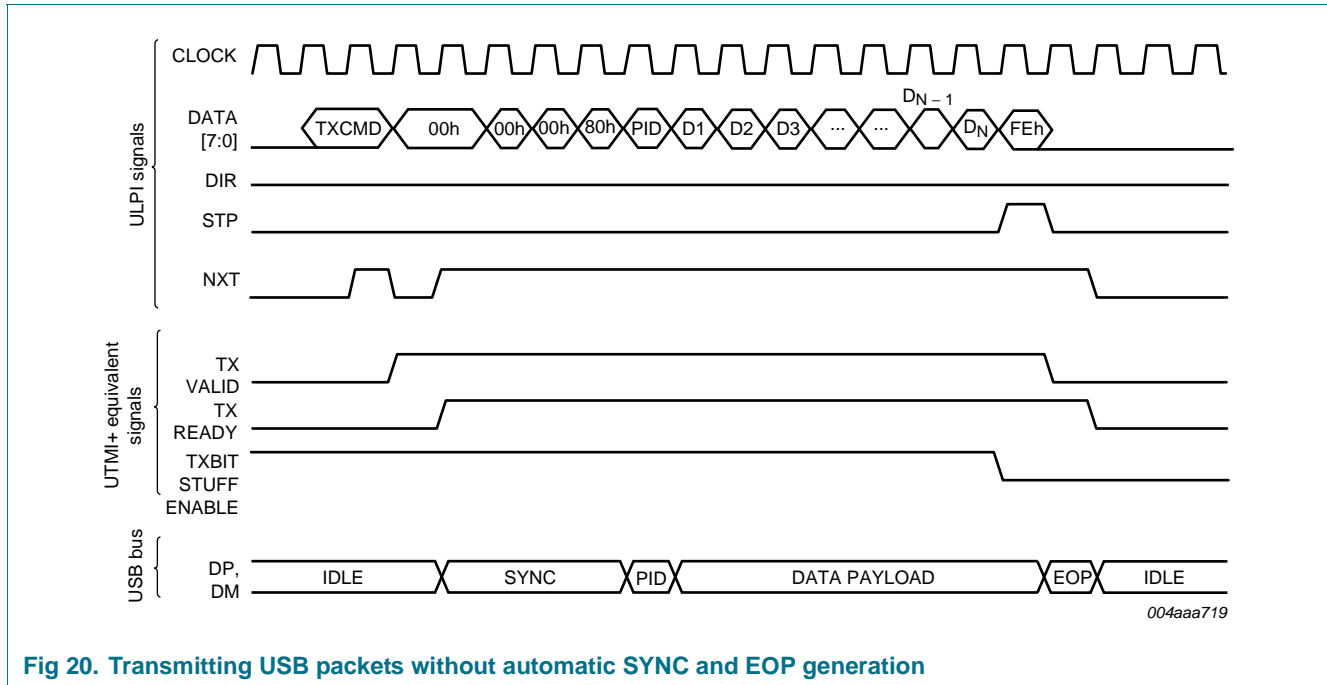 ULPI signals
CLOCK
DATA
[7:0]
TXCMD 00h 00h 00h 80h PID D1 D2 D3 ... ... DN – 1 DN FEh
DIR
STP
NXT
UTMI+ equivalent
signals
TX
VALID
TX
READY
TXBIT
STUFF
ENABLE
USB bus
DP,
DM
IDLE SYNC PID DATA PAYLOAD EOP IDLE
004aaa719
Fig 20. Transmitting USB packets without automatic SYNC and EOP generation